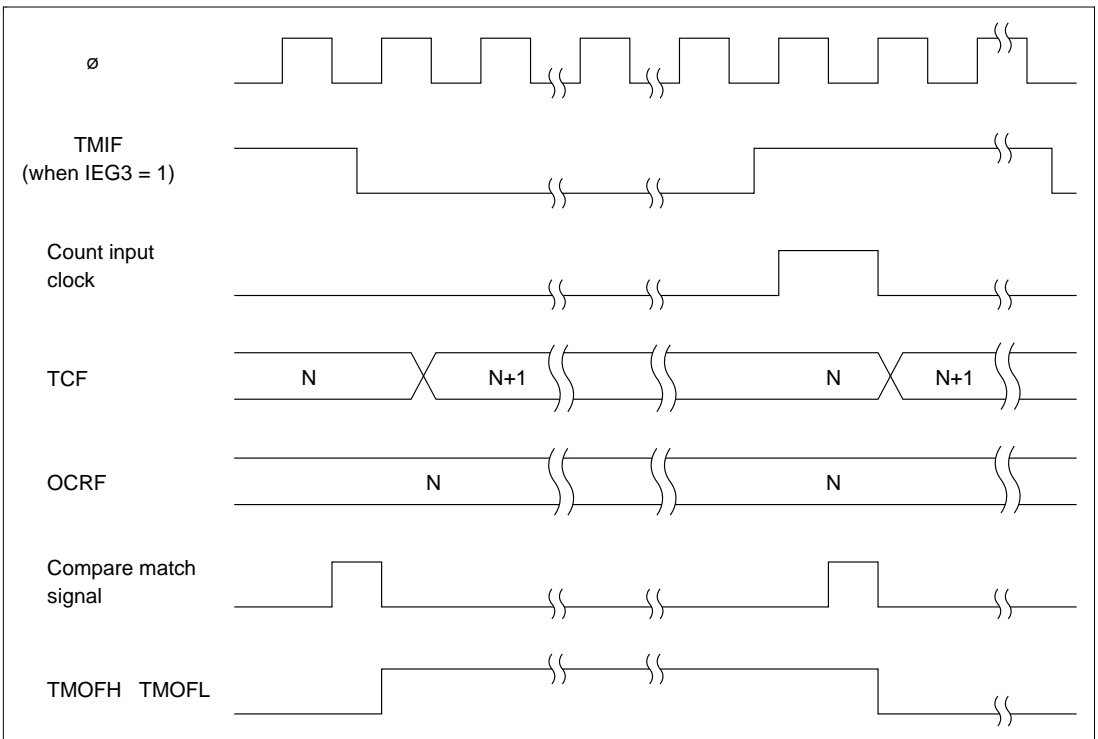 ø
TMIF
(when IEG3 = 1)
Count input
clock
TCF
N
N+1
N
N+1
OCRF
N
N
Compare match
signal
TMOFH TMOFL